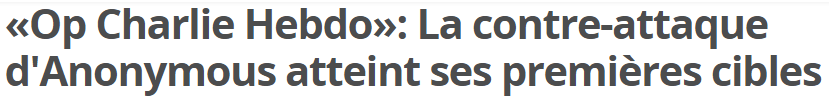 «Op Charlie Hebdo»: La contre-attaque
d'Anonymous atteint ses premières cibles